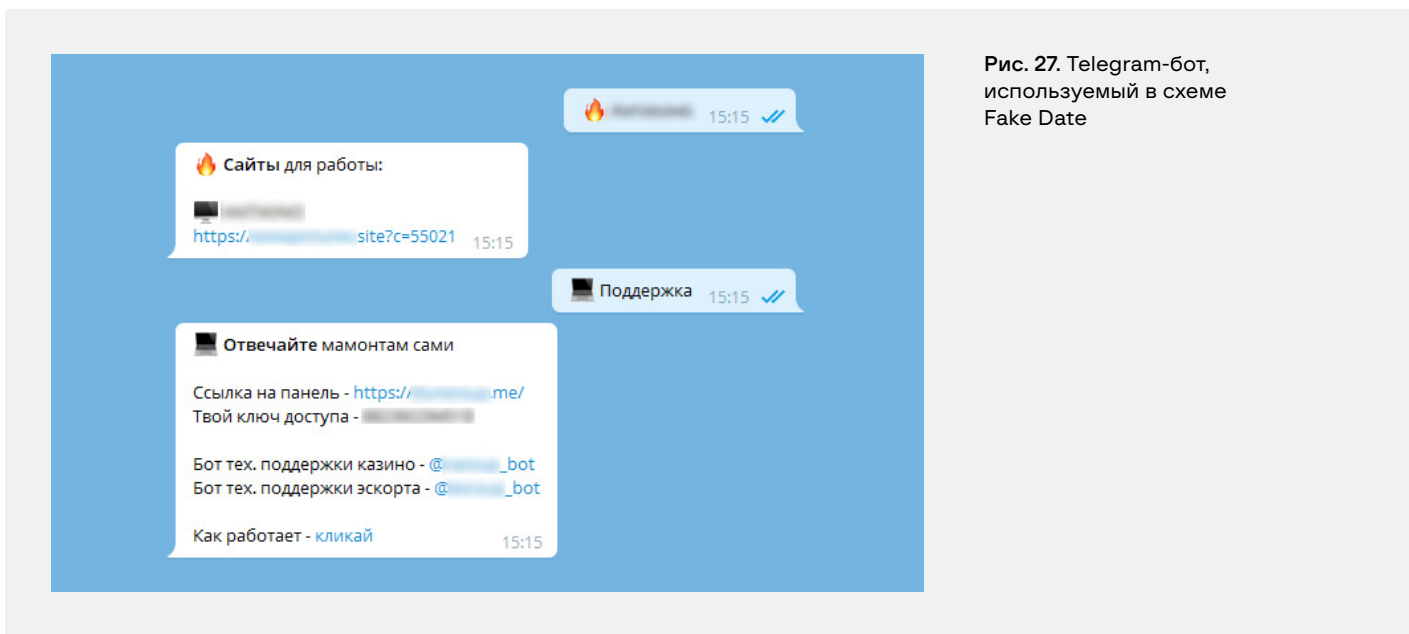 Рис. 27. Telegram-бот,
используемый в схеме
Fake Date
15:15
Сайты для работы:
https:/ site?c=55021 15:15
Поддержка 15:15
Отвечайте мамонтам сами
Ссылка на панель - https:// .me/
Твой ключ доступа -
Бот тех. поддержки казино - @ _bot
Бот тех. поддержки эскорта - @ _bot
Как работает - кликай 15:15